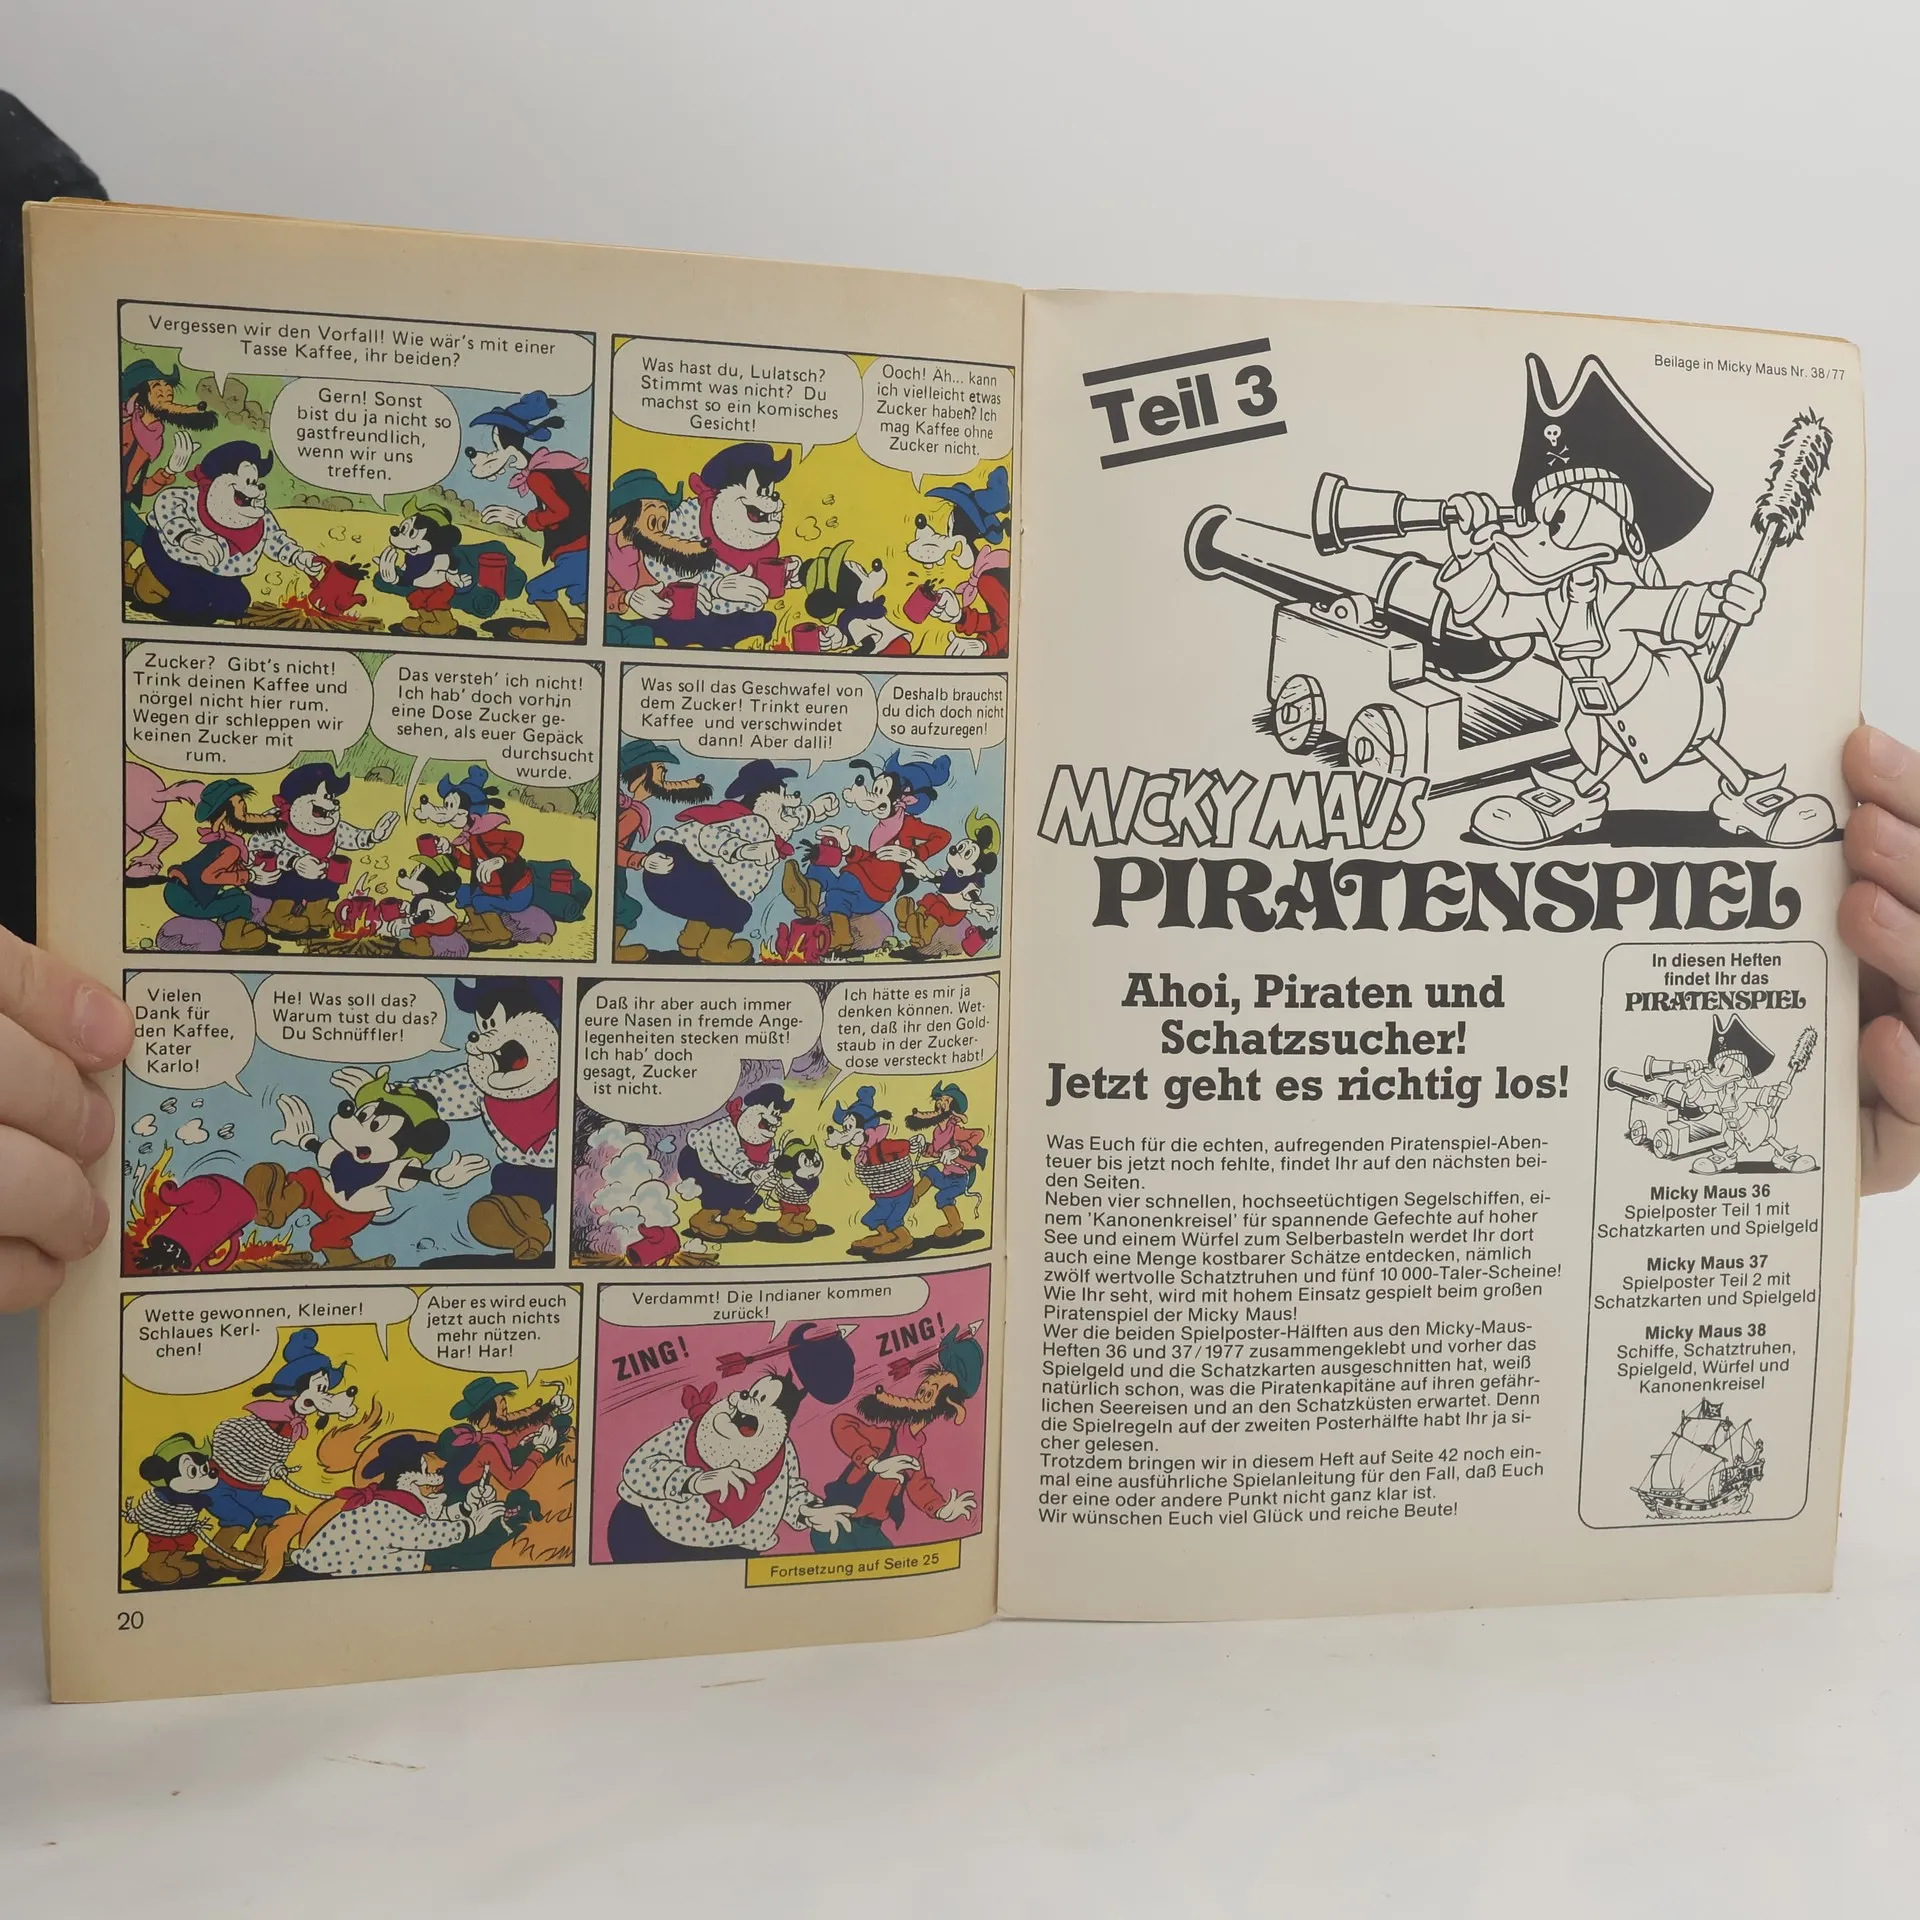 Vergessen wir den Vorfall! Wie wär's mit einer
Tasse Kaffee, ihr beiden?
Gern! Sonst
bist du ja nicht so
gastfreundlich,
wenn wir uns
treffen.
Was hast du, Lulatsch?
Stimmt was nicht? Du
machst so ein komisches
Gesicht!
Ooch! Äh... kann
ich vielleicht etwas
Zucker haben? Ich
mag Kaffee ohne
Zucker nicht.
Zucker? Gibt's nicht!
Trink deinen Kaffee und
nörgel nicht hier rum.
Wegen dir schleppen wir
keinen Zucker mit
rum.
Das versteh' ich nicht!
Ich hab' doch vorhin
eine Dose Zucker ge-
sehen, als euer Gepäck
durchsucht
wurde.
Was soll das Geschwafel von
dem Zucker! Trinkt euren
Kaffee und verschwindet
dann! Aber dalli!
Deshalb brauchst
du dich doch nicht
so aufzuregen!
Vielen
Dank für
den Kaffee,
Kater
Karlo!
He! Was soll das?
Warum tust du das?
Du Schnüffler!
Daß ihr aber auch immer
eure Nasen in fremde Ange-
legenheiten stecken müßt!
Ich hab' doch
gesagt, Zucker
ist nicht.
Ich hätte es mir ja
denken können. Wet-
ten, daß ihr den Gold-
staub in der Zucker-
dose versteckt habt!
Wette gewonnen, Kleiner!
Schlaues Kerl-
chen!
Aber es wird euch
jetzt auch nichts
mehr nützen.
Har! Har!
Verdammt! Die Indianer kommen
zurück!
ZING!
ZING!
Fortsetzung auf Seite 25
20
Teil 3
Beilage in Micky Maus Nr. 38/77
MICKY MAUS
PIRATENSPIEL
Ahoi, Piraten und
Schatzsucher!
Jetzt geht es richtig los!
Was Euch für die echten, aufregenden Piratenspiel-Aben-
teuer bis jetzt noch fehlte, findet Ihr auf den nächsten bei-
den Seiten.
Neben vier schnellen, hochseetüchtigen Segelschiffen, ei-
nem 'Kanonenkreisel' für spannende Gefechte auf hoher
See und einem Würfel zum Selberbasteln werdet Ihr dort
auch eine Menge kostbarer Schätze entdecken, nämlich
zwölf wertvolle Schatztruhen und fünf 10 000-Taler-Scheine!
Wie Ihr seht, wird mit hohem Einsatz gespielt beim großen
Piratenspiel der Micky Maus!
Wer die beiden Spielposter-Hälften aus den Micky-Maus-
Heften 36 und 37/1977 zusammengeklebt und vorher das
Spielgeld und die Schatzkarten ausgeschnitten hat, weiß
natürlich schon, was die Piratenkapitäne auf ihren gefähr-
lichen Seereisen und an den Schatzküsten erwartet. Denn
die Spielregeln auf der zweiten Posterhälfte habt Ihr ja si-
cher gelesen.
Trotzdem bringen wir in diesem Heft auf Seite 42 noch ein-
mal eine ausführliche Spielanleitung für den Fall, daß Euch
der eine oder andere Punkt nicht ganz klar ist.
Wir wünschen Euch viel Glück und reiche Beute!
In diesen Heften
findet Ihr das
PIRATENSPIEL
Micky Maus 36
Spielposter Teil 1 mit
Schatzkarten und Spielgeld
Micky Maus 37
Spielposter Teil 2 mit
Schatzkarten und Spielgeld
Micky Maus 38
Schiffe, Schatztruhen,
Spielgeld, Würfel und
Kanonenkreisel